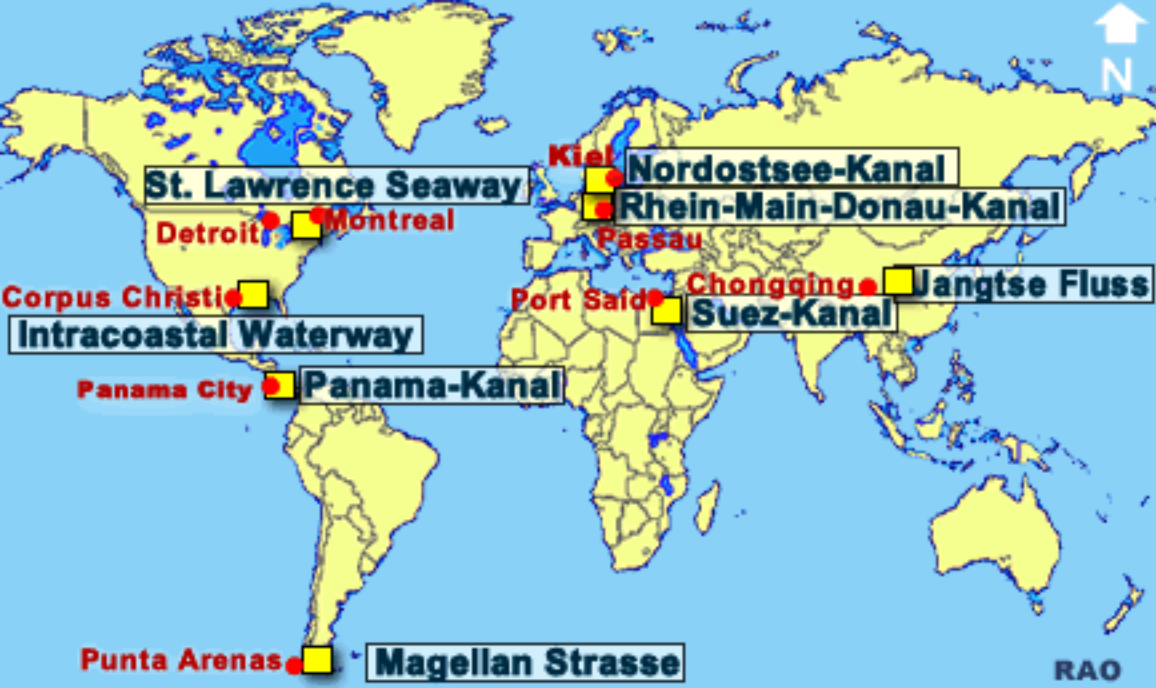 N
Kiel
Nordostsee-Kanal
St. Lawrence Seaway
Rhein-Main-Donau-Kanal
Detroit
Montreal
Passau
Corpus Christi
Port Said
Chongqing
Jangtse Fluss
Suez-Kanal
Intracoastal Waterway
Panama City
Panama-Kanal
Punta Arenas
Magellan Strasse
RAO